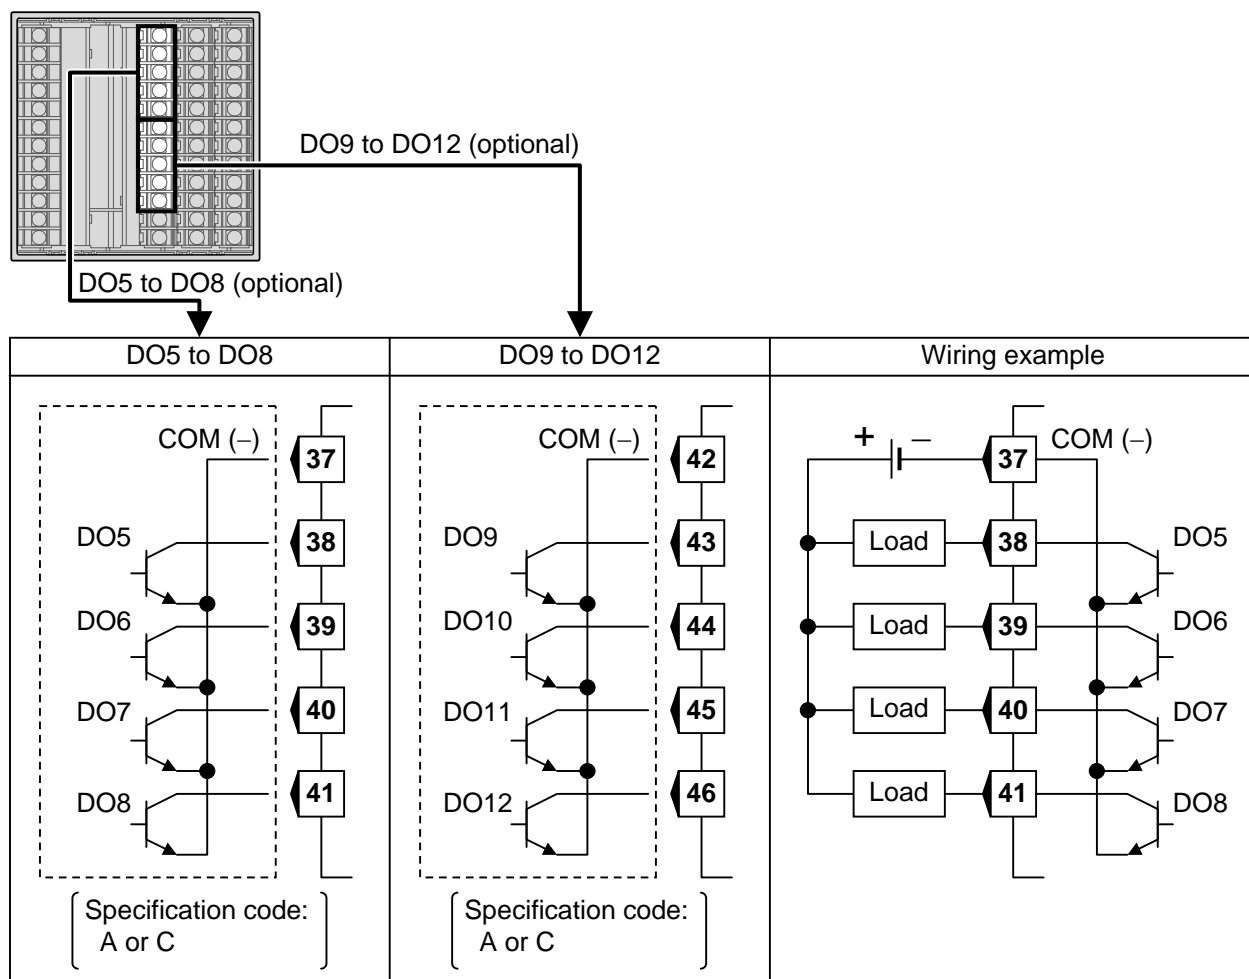 DO9 to DO12 (optional)
DO5 to DO8 (optional)
DO5 to DO8
COM (–)
37
DO5
38
DO6
39
DO7
40
DO8
41
Specification code:
A or C
DO9 to DO12
COM (–)
42
DO9
43
DO10
44
DO11
45
DO12
46
Specification code:
A or C
Wiring example
+ – 37 COM (–)
Load 38 DO5
Load 39 DO6
Load 40 DO7
Load 41 DO8